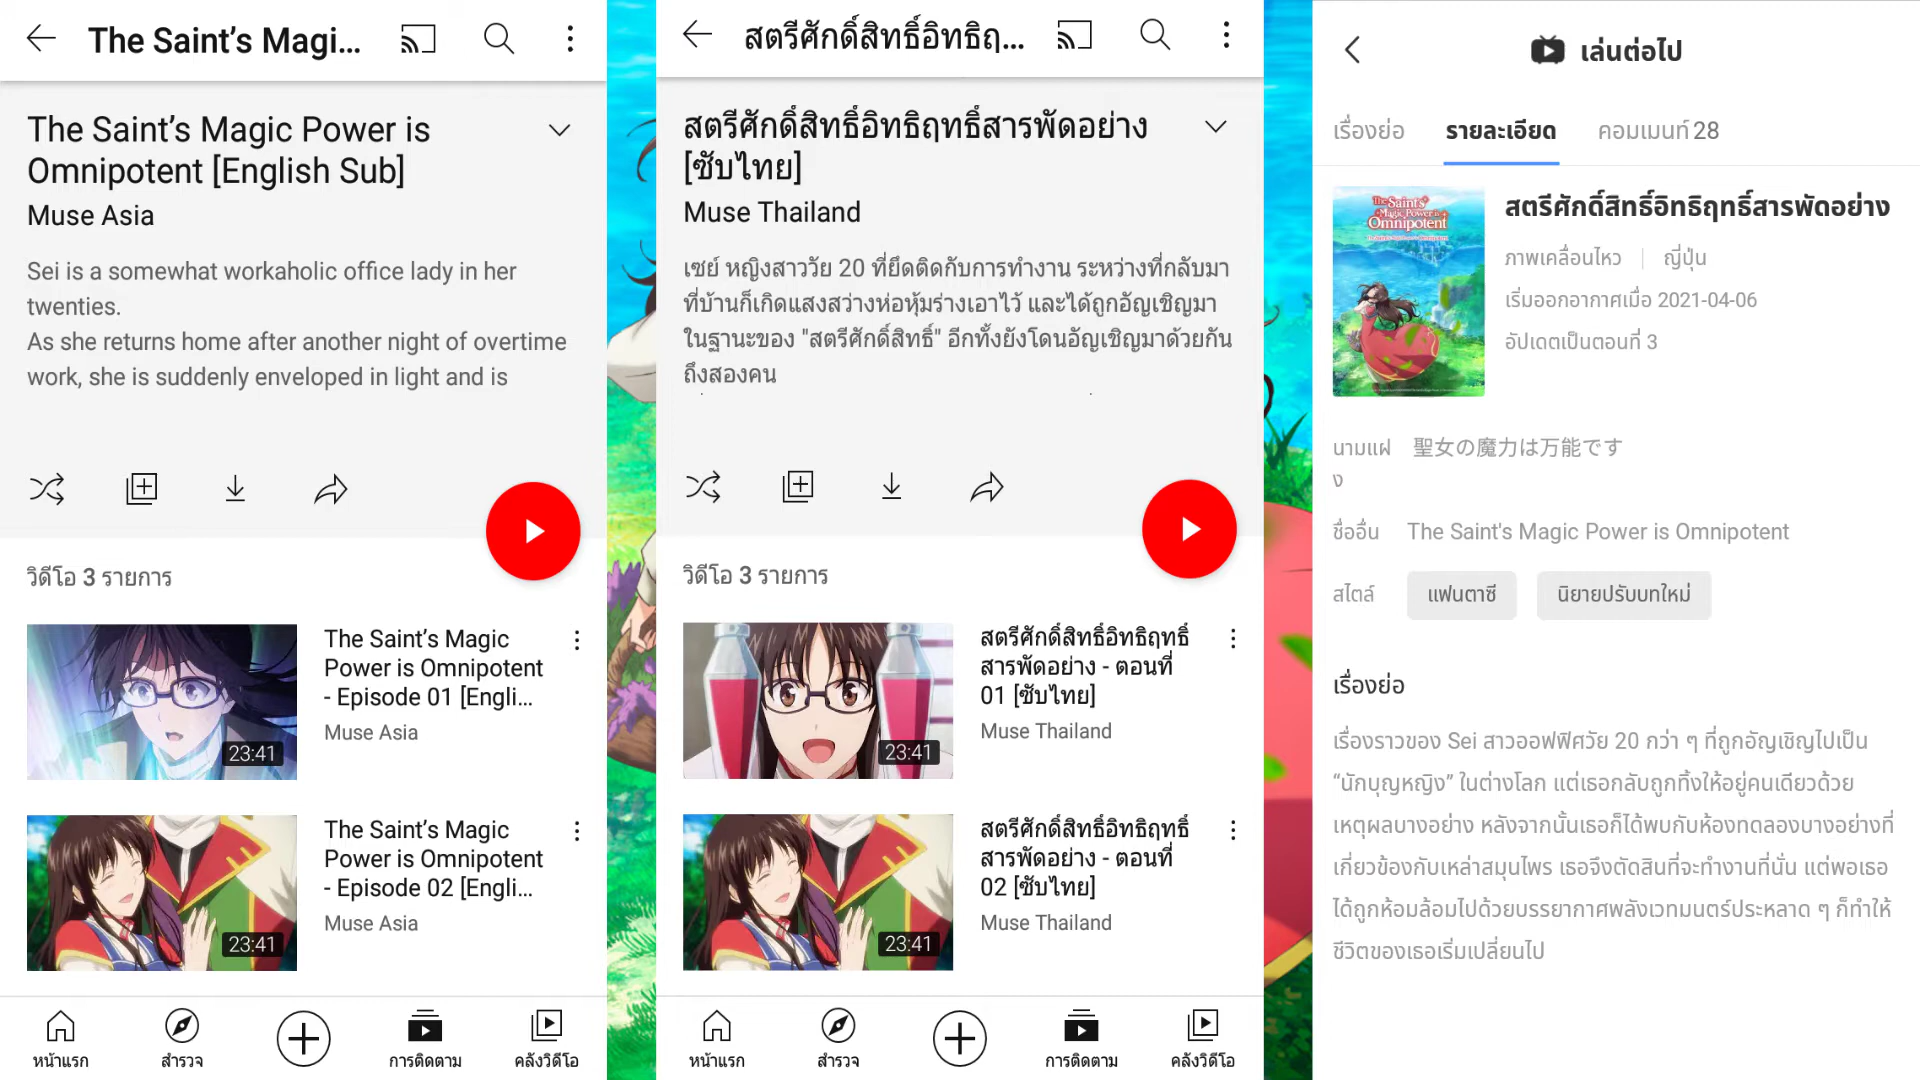 The Saint’s Magi...
The Saint’s Magic Power is
Omnipotent [English Sub]
Muse Asia
Sei is a somewhat workaholic office lady in her
twenties.
As she returns home after another night of overtime
work, she is suddenly enveloped in light and is
วิดีโอ 3 รายการ
23:41
The Saint’s Magic
Power is Omnipotent
- Episode 01 [Engli...
Muse Asia
23:41
The Saint’s Magic
Power is Omnipotent
- Episode 02 [Engli...
Muse Asia
หน้าแรก
สำรวจ
การติดตาม
คลังวิดีโอ
สตรีศักดิ์สิทธิ์อิทธิฤ...
สตรีศักดิ์สิทธิ์อิทธิฤทธิ์สารพัดอย่าง
[ซับไทย]
Muse Thailand
เซย์ หญิงสาววัย 20 ที่ยึดติดกับการทำงาน ระหว่างที่กลับมา
ที่บ้านก็เกิดแสงสว่างห่อหุ้มร่างเอาไว้ และได้ถูกอัญเชิญมา
ในฐานะของ "สตรีศักดิ์สิทธิ์" อีกทั้งยังโดนอัญเชิญมาด้วยกัน
ถึงสองคน
วิดีโอ 3 รายการ
23:41
สตรีศักดิ์สิทธิ์อิทธิฤทธิ์
สารพัดอย่าง - ตอนที่
01 [ซับไทย]
Muse Thailand
23:41
สตรีศักดิ์สิทธิ์อิทธิฤทธิ์
สารพัดอย่าง - ตอนที่
02 [ซับไทย]
Muse Thailand
หน้าแรก
สำรวจ
การติดตาม
คลังวิดีโอ
เล่นต่อไป
เรื่องย่อ
รายละเอียด
คอมเมนท์ 28
The Saint's
Magic Power is
Omnipotent
สตรีศักดิ์สิทธิ์อิทธิฤทธิ์สารพัดอย่าง
ภาพเคลื่อนไหว | ญี่ปุ่น
เริ่มออกอากาศเมื่อ 2021-04-06
อัปเดตเป็นตอนที่ 3
นามแฝง 聖女の魔力は万能です
ชื่ออื่น The Saint's Magic Power is Omnipotent
สไตล์ แฟนตาซี นิยายปรับบทใหม่
เรื่องย่อ
เรื่องราวของ Sei สาวออฟฟิศวัย 20 กว่า ๆ ที่ถูกอัญเชิญไปเป็น
“นักบุญหญิง” ในต่างโลก แต่เธอกลับถูกทิ้งให้อยู่คนเดียวด้วย
เหตุผลบางอย่าง หลังจากนั้นเธอก็ได้พบกับห้องทดลองบางอย่างที่
เกี่ยวข้องกับเหล่าสมุนไพร เธอจึงตัดสินที่จะทำงานที่นั่น แต่พอเธอ
ได้ถูกห้อมล้อมไปด้วยบรรยากาศพลังเวทมนตร์ประหลาด ๆ ก็ทำให้
ชีวิตของเธอเริ่มเปลี่ยนไป